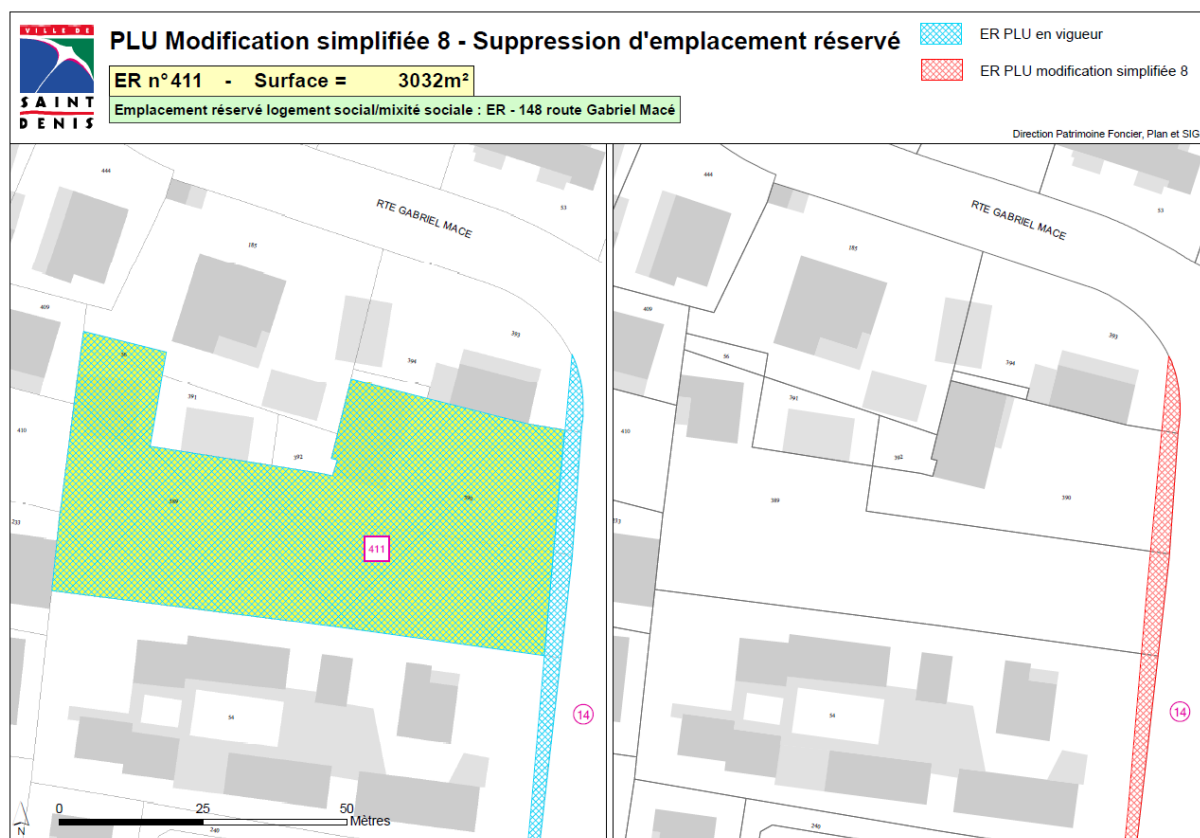 VILLE DE
SAINT
DENIS
PLU Modification simplifiée 8 - Suppression d'emplacement réservé
ER n°411 - Surface = 3032m²
Emplacement réservé logement social/mixité sociale : ER - 148 route Gabriel Macé
ER PLU en vigueur
ER PLU modification simplifiée 8
Direction Patrimoine Foncier, Plan et SIG
444
53
RTE GABRIEL MACE
185
409
393
36
394
391
410
392
389
390
233
411
54
14
0 25 50
Mètres
N
240
444
53
RTE GABRIEL MACE
185
409
393
36
394
391
410
392
389
390
233
54
14
240